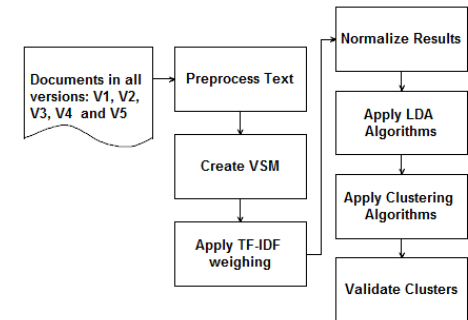 Documents in all
versions: V1, V2,
V3, V4 and V5
Preprocess Text
Create VSM
Apply TF-IDF
weighing
Normalize Results
Apply LDA
Algorithms
Apply Clustering
Algorithms
Validate Clusters